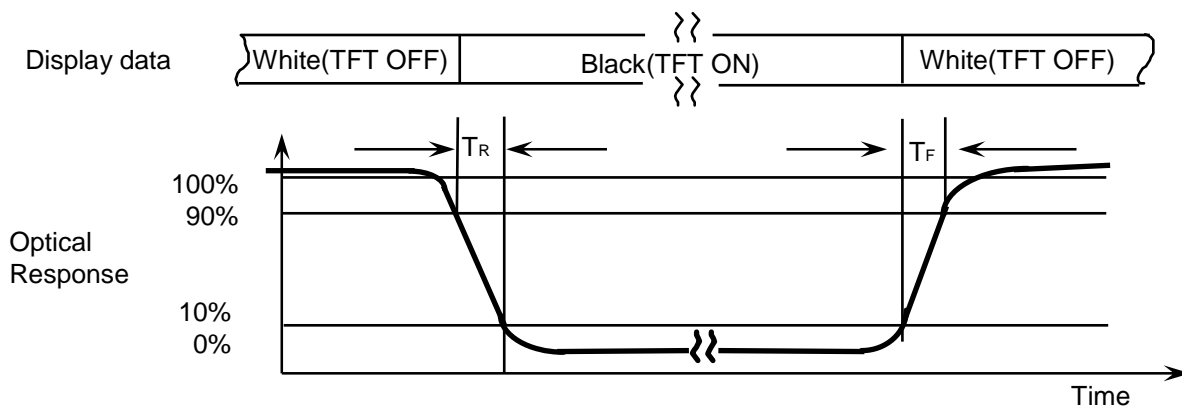 Display data
White(TFT OFF)
Black(TFT ON)
White(TFT OFF)
TR
TF
100%
90%
Optical
Response
10%
0%
Time